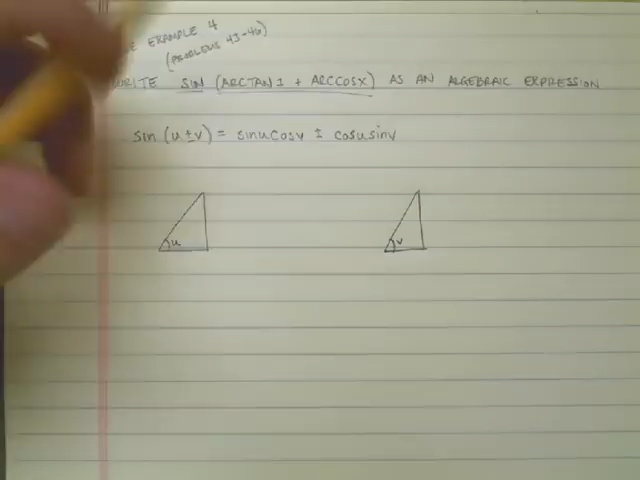 EXAMPLE 4
(PROBLEMS 43-46)
WRITE SIN (ARCTAN 1 + ARCCOS X) AS AN ALGEBRAIC EXPRESSION
sin (u ± v) = sinu cosv ± cosu sinv
u v